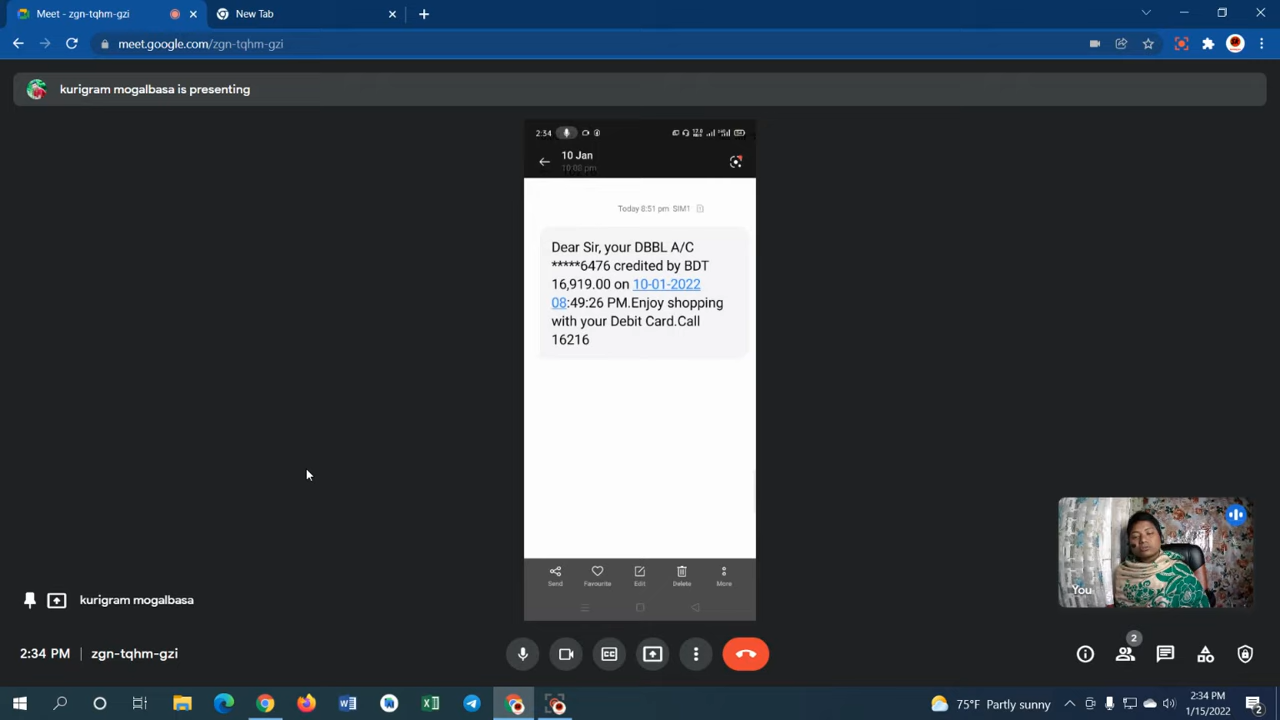 Meet - zgn-tqhm-gzi
New Tab
meet.google.com/zgn-tqhm-gzi
kurigram mogalbasa is presenting
2:34
10 Jan
10:00 pm
Today 8:51 pm SIM1
Dear Sir, your DBBL A/C
*****6476 credited by BDT
16,919.00 on 10-01-2022
08:49:26 PM.Enjoy shopping
with your Debit Card.Call
16216
Send Favourite Edit Delete More
You
kurigram mogalbasa
2:34 PM | zgn-tqhm-gzi
2
75°F Partly sunny
2:34 PM
1/15/2022
2